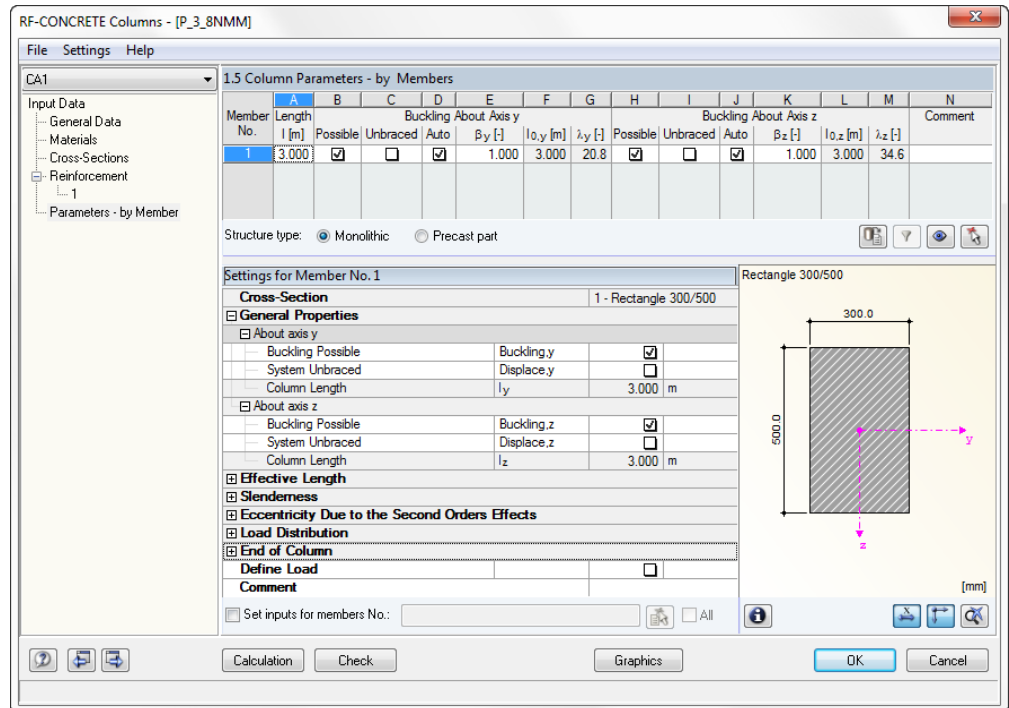 RF-CONCRETE Columns - [P_3_8NMM]
File Settings Help
CA1
Input Data
General Data
Materials
Cross-Sections
Reinforcement
1
Parameters - by Member
1.5 Column Parameters - by Members
A B C D E F G H I J K L M N
Member Length Buckling About Axis y Buckling About Axis z Comment
No. l [m] Possible Unbraced Auto βy [-] l0,y [m] λy [-] Possible Unbraced Auto βz [-] l0,z [m] λz [-]
1 3.000 1.000 3.000 20.8 1.000 3.000 34.6
Structure type: Monolithic Precast part
Settings for Member No. 1
Cross-Section 1 - Rectangle 300/500
General Properties
About axis y
Buckling Possible Buckling,y
System Unbraced Displace,y
Column Length ly 3.000 m
About axis z
Buckling Possible Buckling,z
System Unbraced Displace,z
Column Length lz 3.000 m
Effective Length
Slenderness
Eccentricity Due to the Second Orders Effects
Load Distribution
End of Column
Define Load
Comment
Set inputs for members No.: All
Rectangle 300/500
300.0
500.0
y
z
[mm]
Calculation Check Graphics OK Cancel